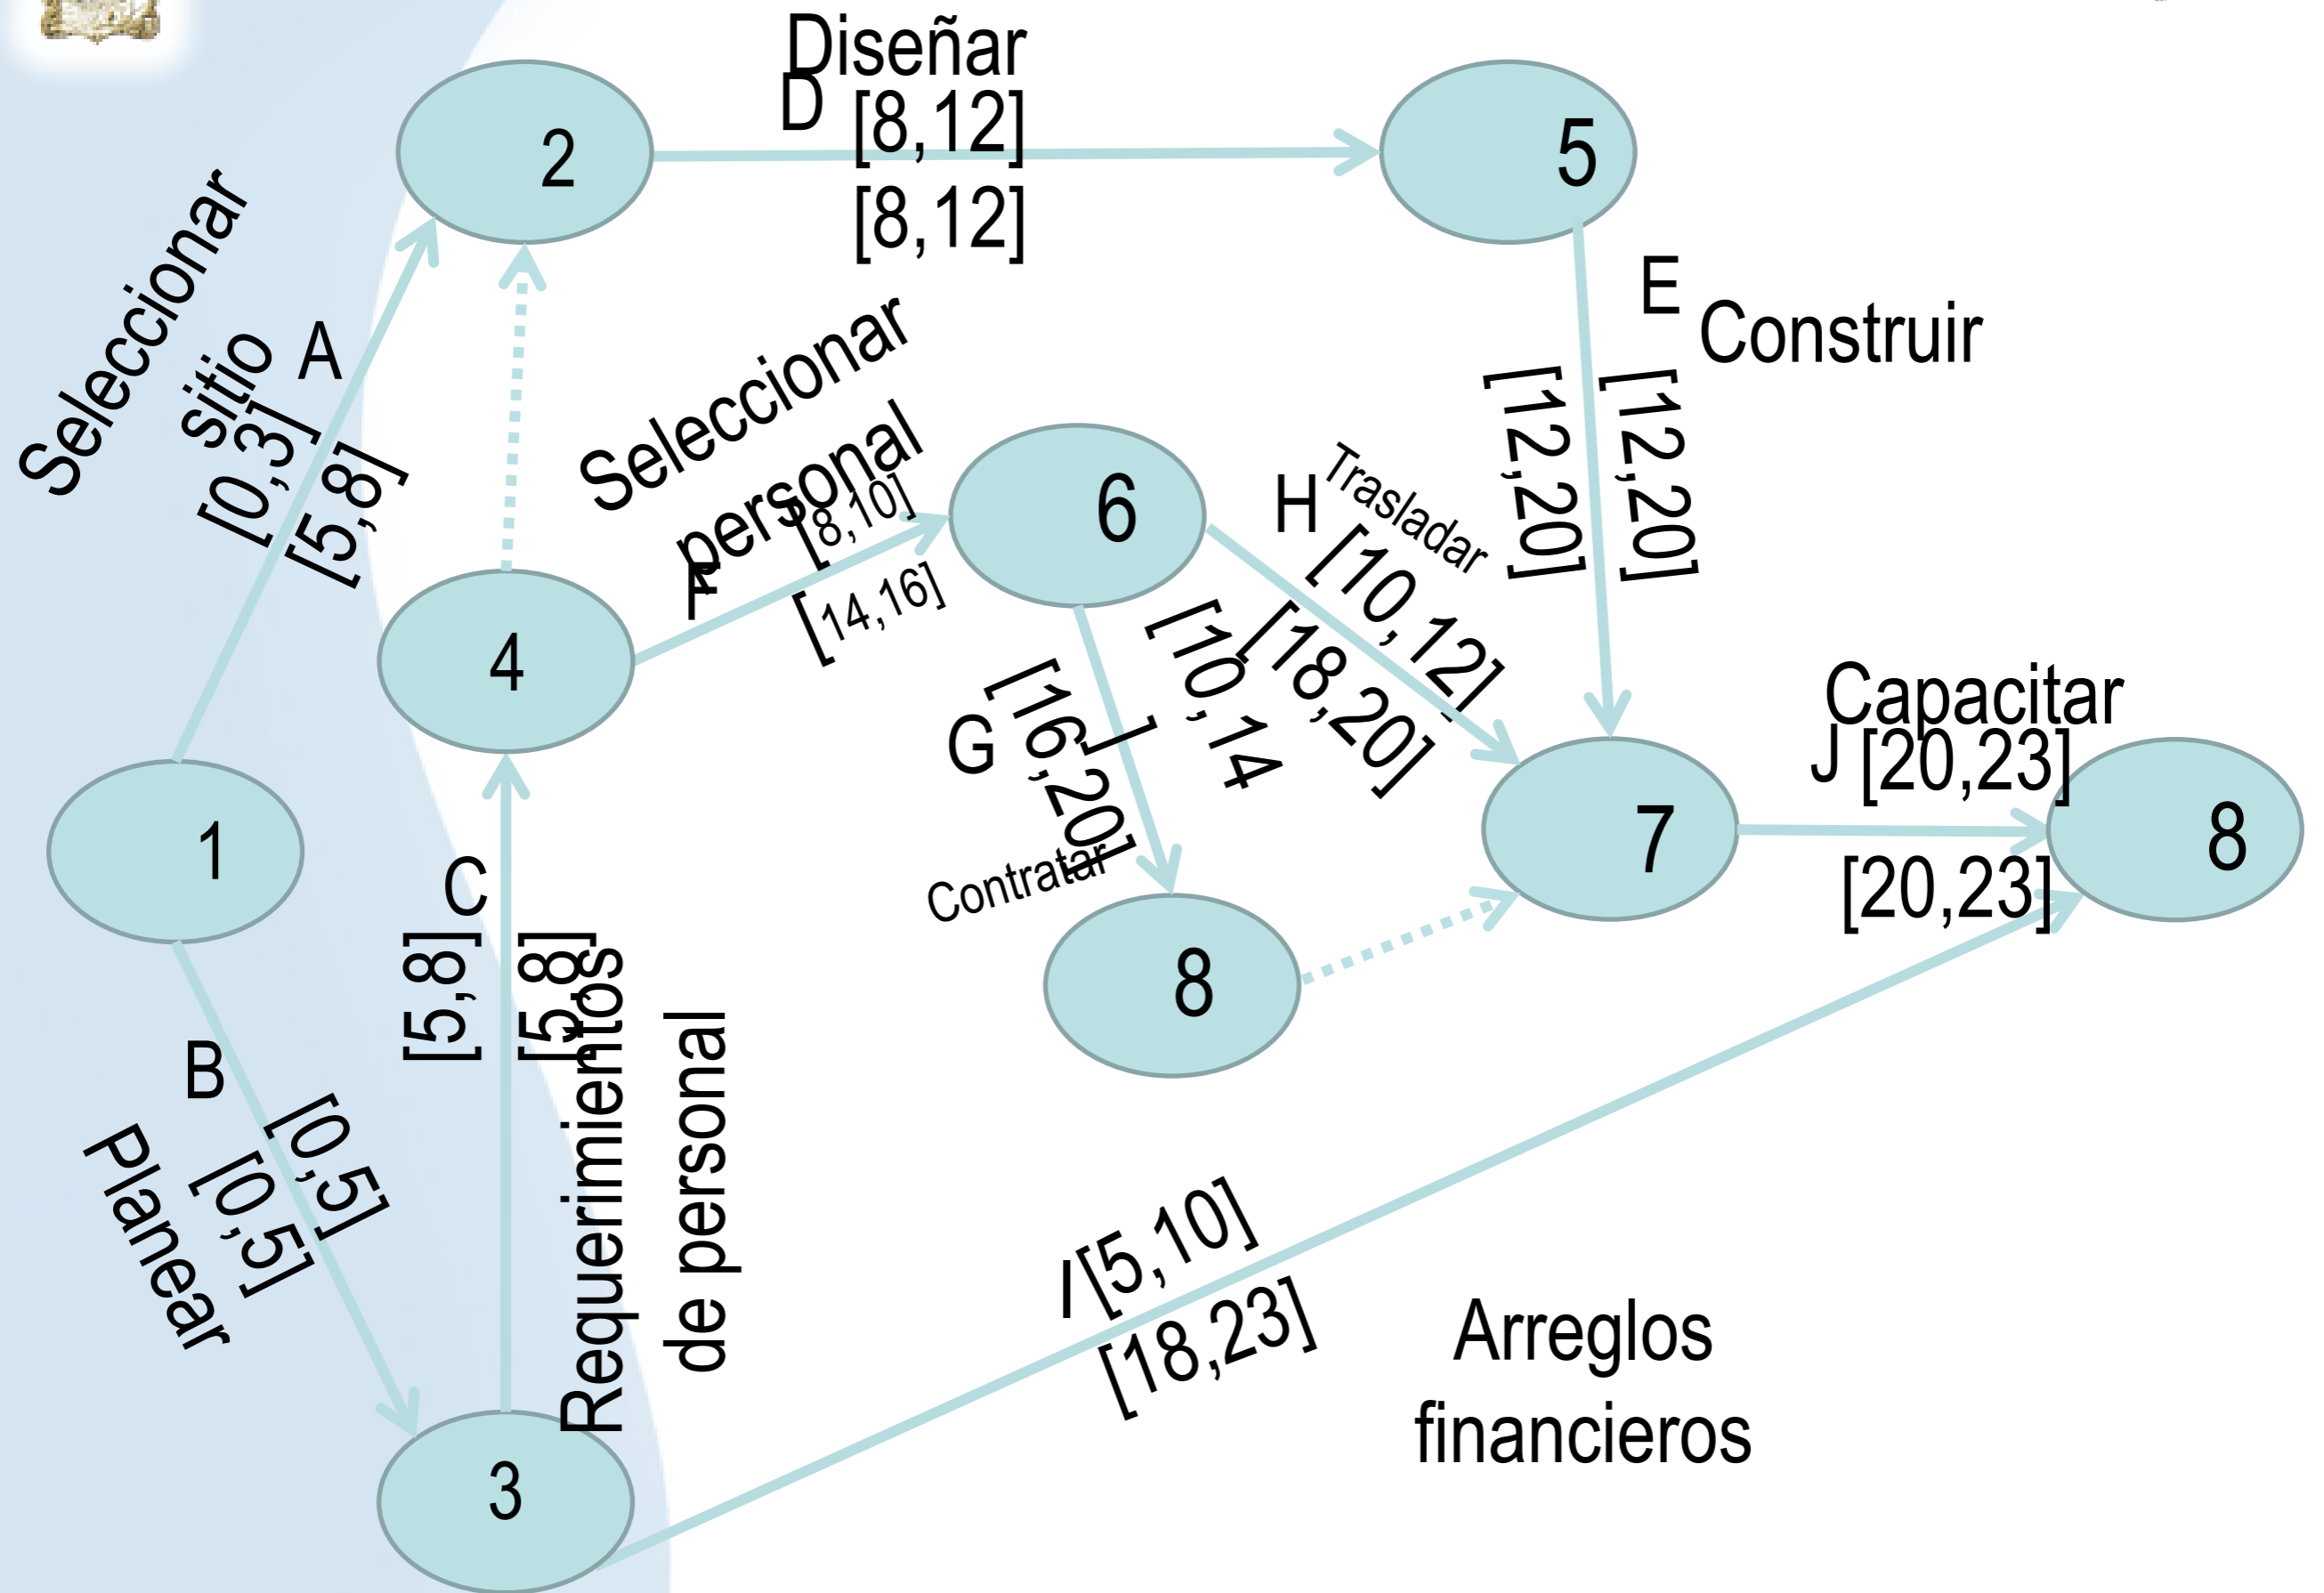 Diseñar
D
[8,12]
[8,12]
2
5
Seleccionar
sitio
A
[0,3]
[5,8]
E
Construir
[12,20]
[12,20]
Seleccionar
personal
F
[8,10]
[14,16]
6
H
Trasladar
[10,12]
[18,20]
4
G
[10,14
]
[16,20]
Contratar
Capacitar
J
[20,23]
[20,23]
1
7
8
8
C
[5,8]
[5,8]
Requerimientos
de personal
B
[0,5]
[0,5]
Planear
I
[5,10]
[18,23]
Arreglos
financieros
3